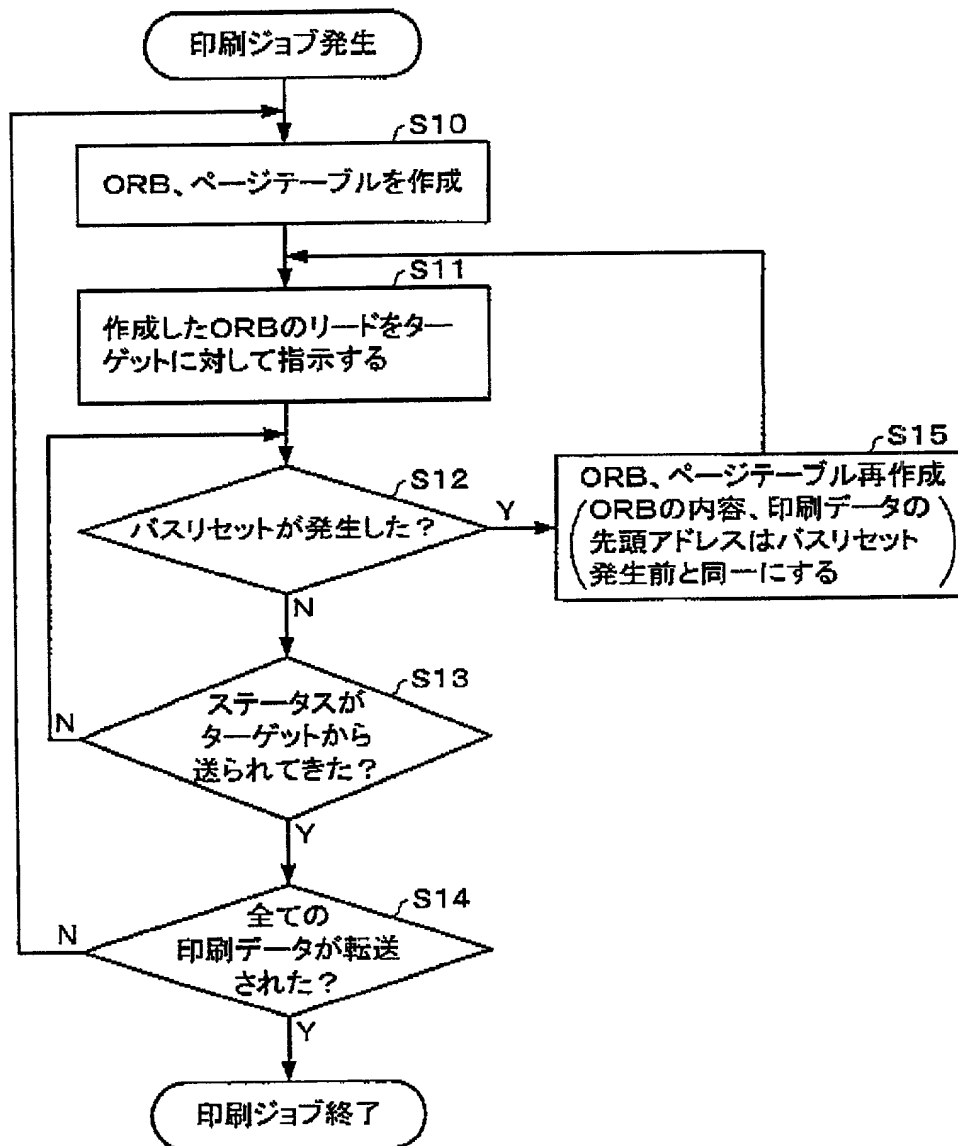 印刷ジョブ発生
S10
ORB、ページテーブルを作成
S11
作成したORBのリードをター
ゲットに対して指示する
S12
バスリセットが発生した?
Y
N
S15
ORB、ページテーブル再作成
(ORBの内容、印刷データの
先頭アドレスはバスリセット
発生前と同一にする)
S13
ステータスが
ターゲットから
送られてきた?
N
Y
S14
全ての
印刷データが転送
された?
N
Y
印刷ジョブ終了